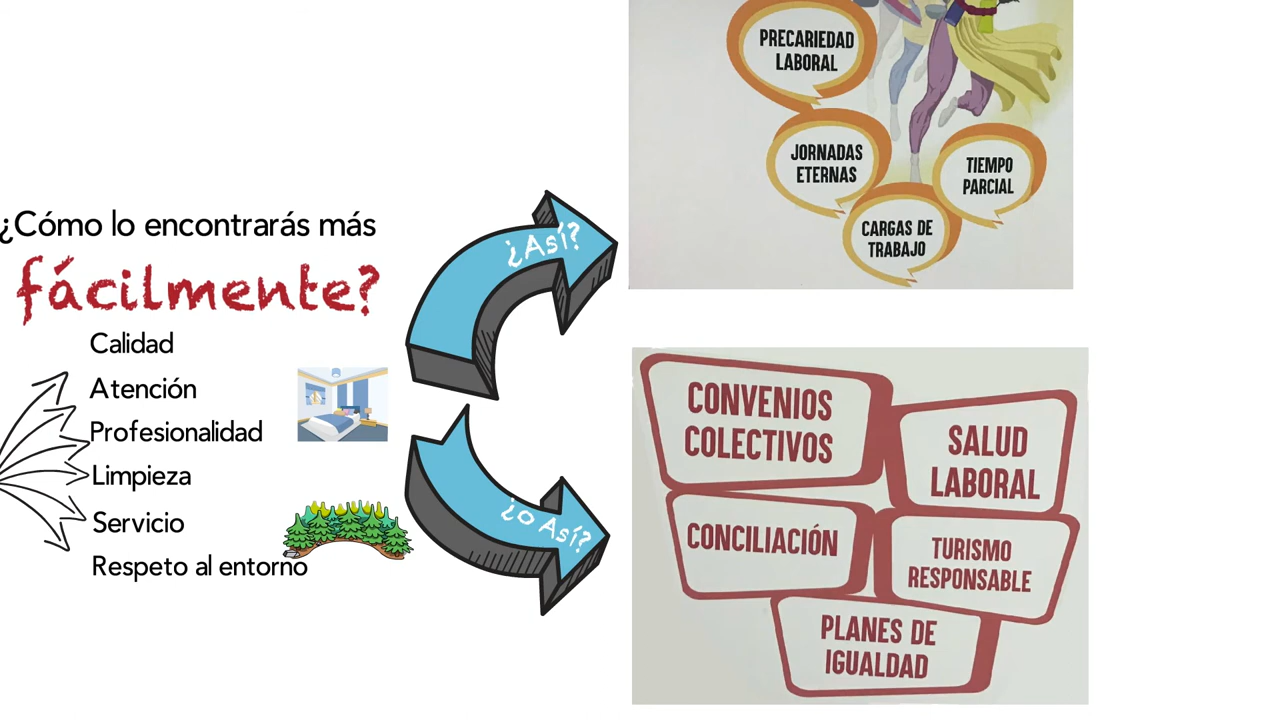 ¿Cómo lo encontrarás más
fácilmente?
Calidad
Atención
Profesionalidad
Limpieza
Servicio
Respeto al entorno
¿Así?
¿o Así?
PRECARIEDAD
LABORAL
JORNADAS
ETERNAS
TIEMPO
PARCIAL
CARGAS DE
TRABAJO
CONVENIOS
COLECTIVOS
SALUD
LABORAL
CONCILIACIÓN
TURISMO
RESPONSABLE
PLANES DE
IGUALDAD